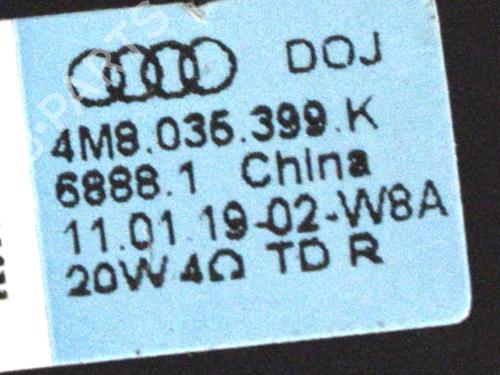 DOJ
4M8.035.399.K
6888.1 China
11.01.19-02-W8A
20W 4Ω TD R